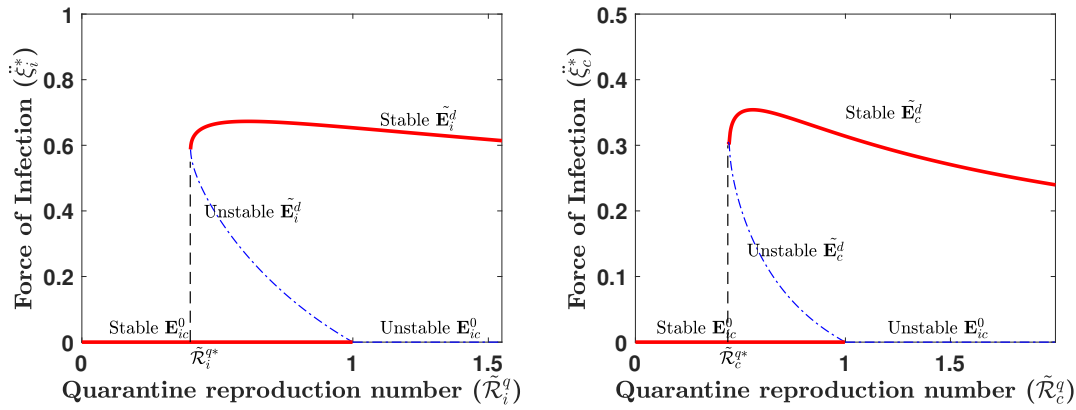 1
0.8
0.6
0.4
0.2
0
Force of Infection (ξ̈*ᵢ)
Stable Ẽᵢᵈ
Unstable Ẽᵢᵈ
Stable E⁰ᵢ꜀
Unstable E⁰ᵢ꜀
0
R̃ᵢq*
1
1.5
Quarantine reproduction number (R̃ᵢq)
0.5
0.4
0.3
0.2
0.1
0
Force of Infection (ξ̈*꜀)
Stable Ẽ꜀ᵈ
Unstable Ẽ꜀ᵈ
Stable E⁰ᵢ꜀
Unstable E⁰ᵢ꜀
0
R̃꜀q*
1
1.5
Quarantine reproduction number (R̃꜀q)